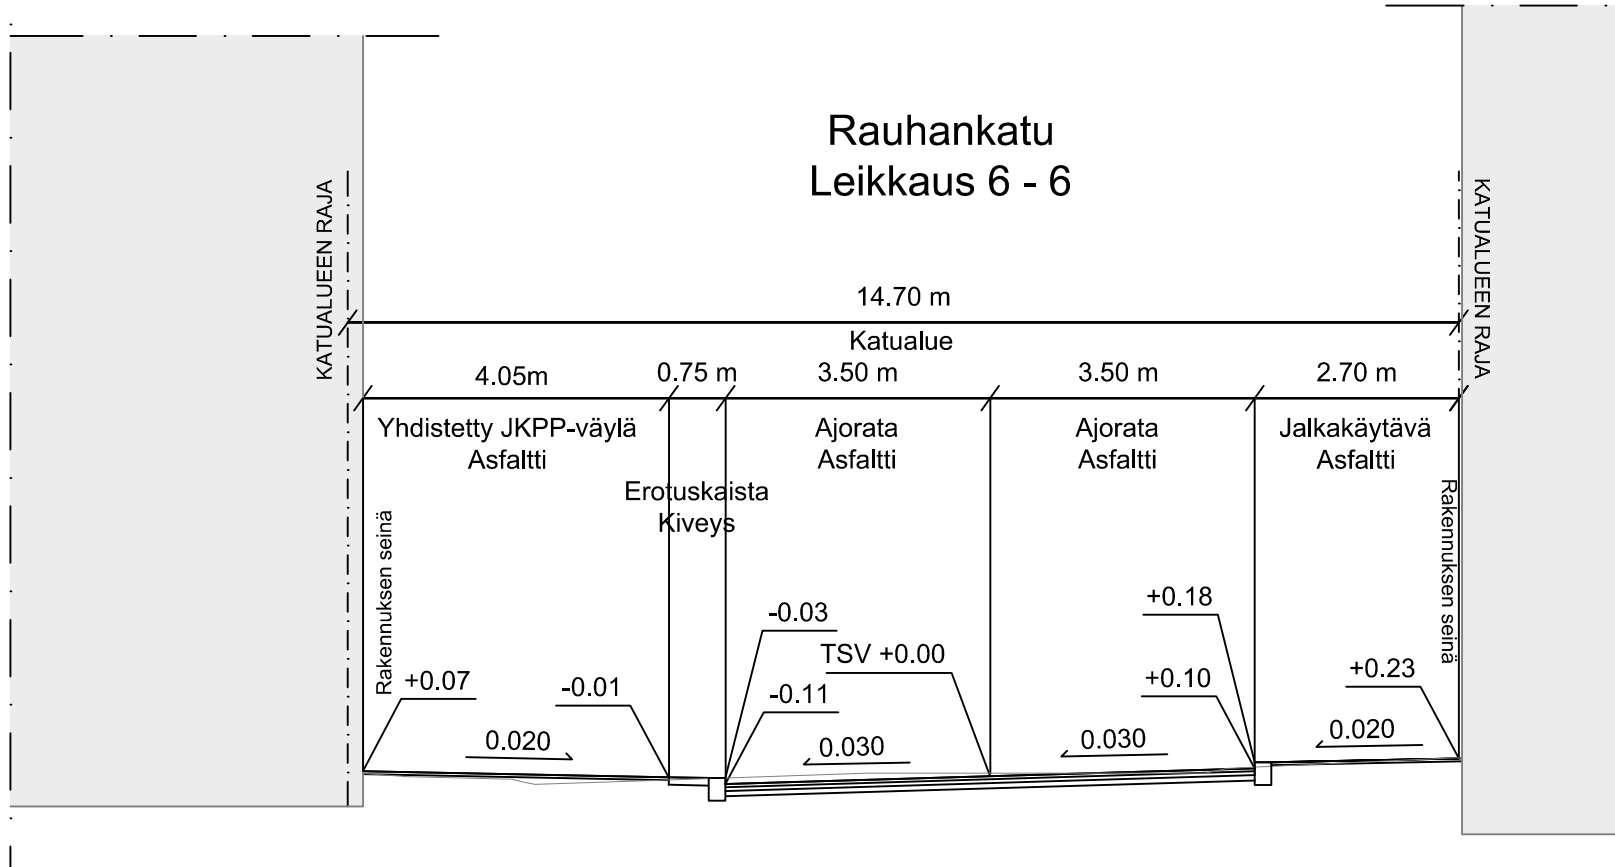 Rauhankatu
Leikkaus 6 - 6
KATUALUEEN RAJA
KATUALUEEN RAJA
14.70 m
Katualue
4.05m
0.75 m
3.50 m
3.50 m
2.70 m
Yhdistetty JKPP-väylä
Asfaltti
Erotuskaista
Kiveys
Ajorata
Asfaltti
Ajorata
Asfaltti
Jalkakäytävä
Asfaltti
Rakennuksen seinä
Rakennuksen seinä
+0.07
-0.01
-0.03
TSV +0.00
-0.11
+0.18
+0.10
+0.23
0.020
0.030
0.030
0.020